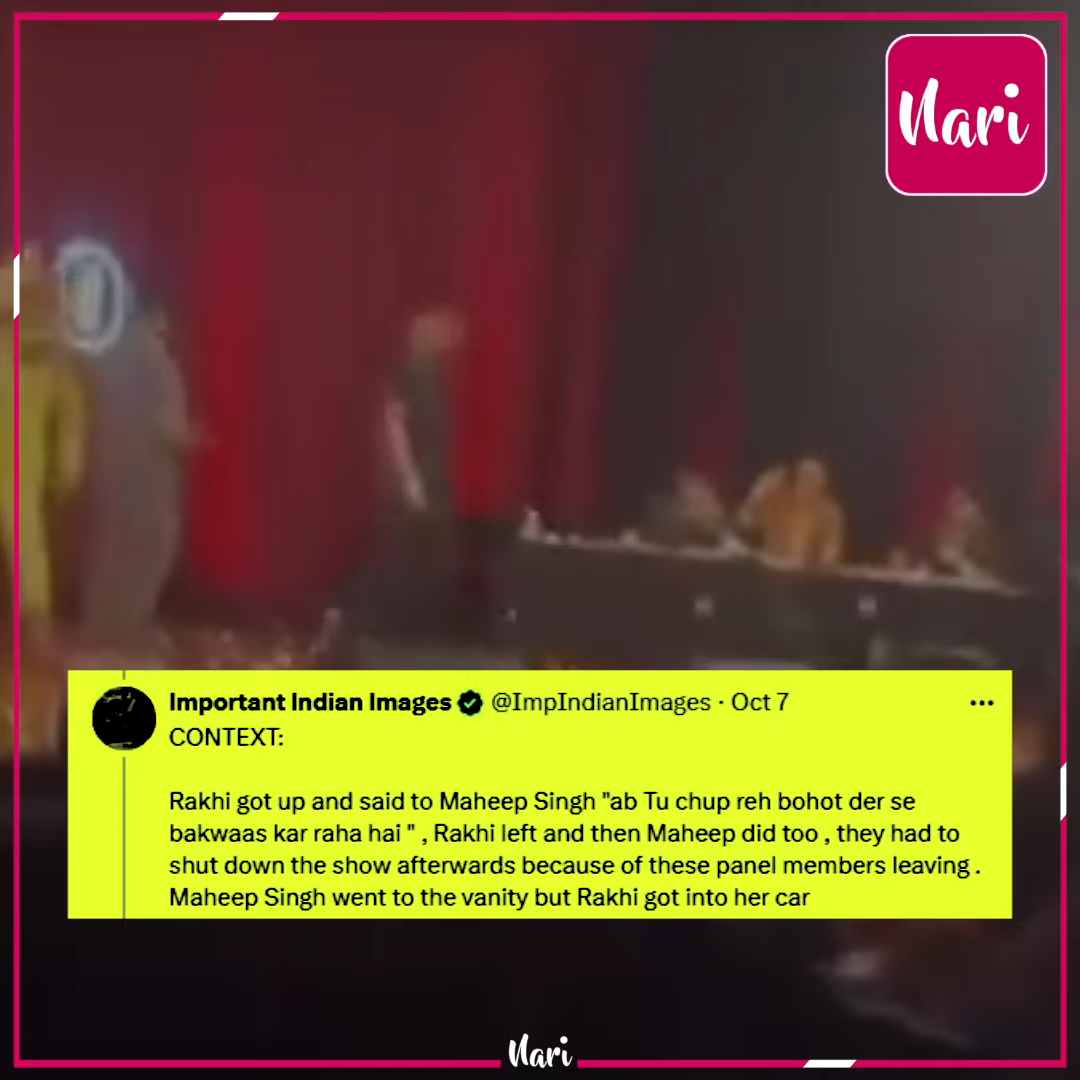 Nari
Important Indian Images @ImpIndianImages · Oct 7
CONTEXT:
Rakhi got up and said to Maheep Singh "ab Tu chup reh bohot der se
bakwaas kar raha hai " , Rakhi left and then Maheep did too , they had to
shut down the show afterwards because of these panel members leaving .
Maheep Singh went to the vanity but Rakhi got into her car
Nari